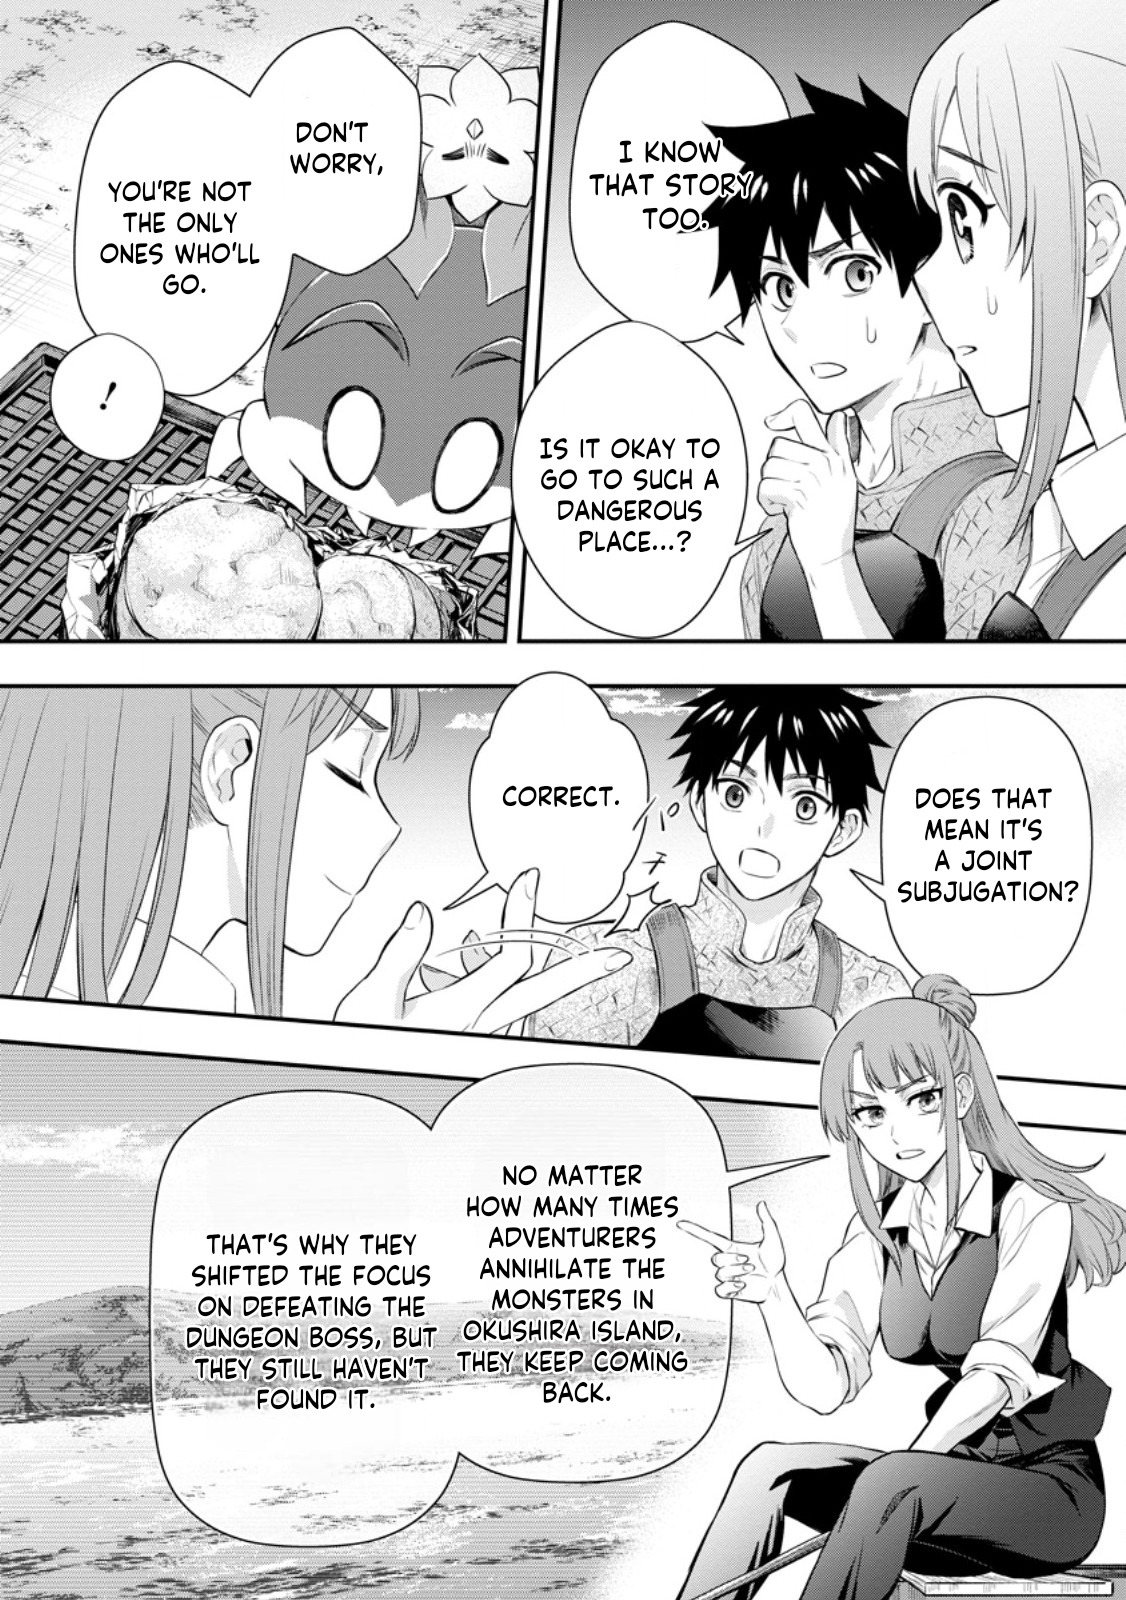 I KNOW
THAT STORY
TOO.
IS IT OKAY TO
GO TO SUCH A
DANGEROUS
PLACE...?
DON'T
WORRY,
YOU'RE NOT
THE ONLY
ONES WHO'LL
GO.
!
DOES THAT
MEAN IT'S
A JOINT
SUBJUGATION?
CORRECT.
NO MATTER
HOW MANY TIMES
ADVENTURERS
ANNIHILATE THE
MONSTERS IN
OKUSHIRA ISLAND,
THEY KEEP COMING
BACK.
THAT'S WHY THEY
SHIFTED THE FOCUS
ON DEFEATING THE
DUNGEON BOSS, BUT
THEY STILL HAVEN'T
FOUND IT.